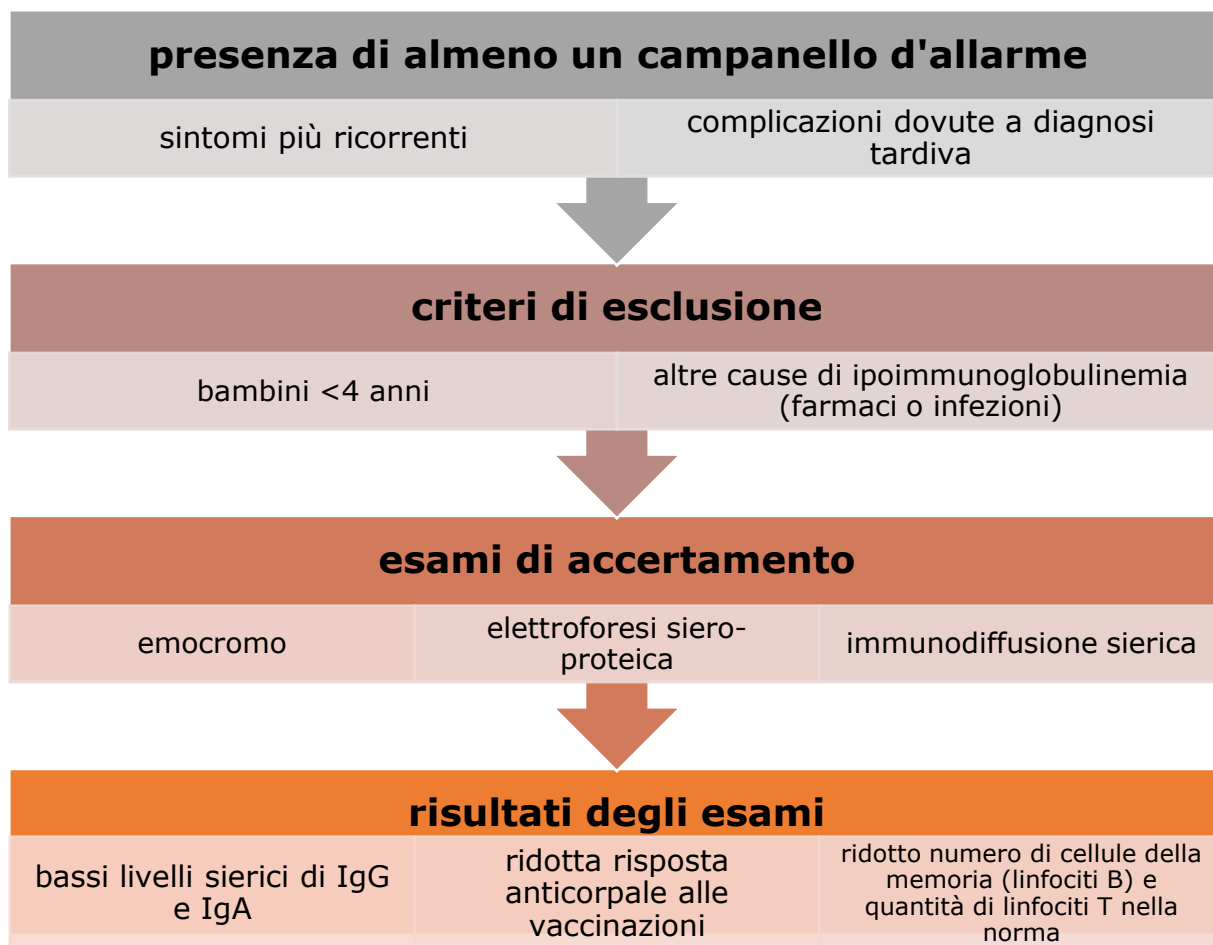 presenza di almeno un campanello d'allarme
sintomi più ricorrenti
complicazioni dovute a diagnosi
tardiva
criteri di esclusione
bambini <4 anni
altre cause di ipoimmunoglobulinemia
(farmaci o infezioni)
esami di accertamento
emocromo
elettroforesi siero-
proteica
immunodiffusione sierica
risultati degli esami
bassi livelli sierici di IgG
e IgA
ridotta risposta
anticorpale alle
vaccinazioni
ridotto numero di cellule della
memoria (linfociti B) e
quantità di linfociti T nella
norma